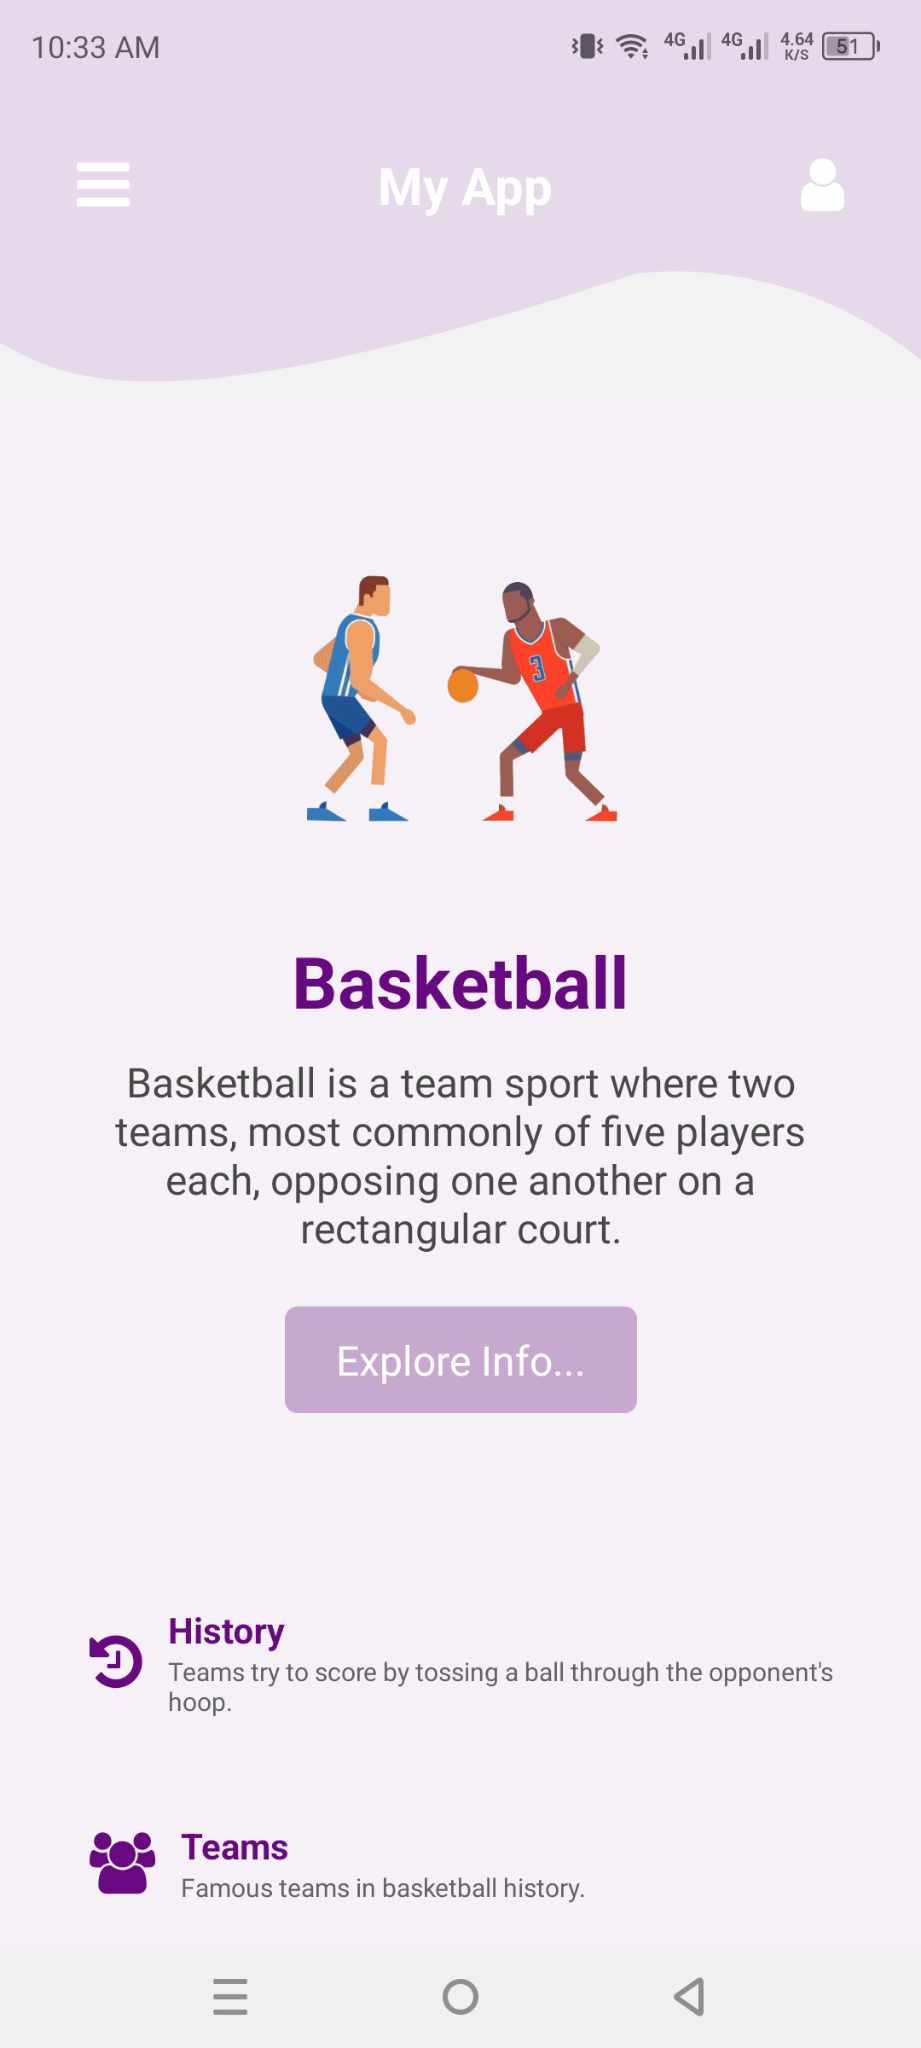 10:33 AM
4G 4G 4.64 K/S 51
My App
3
Basketball
Basketball is a team sport where two
teams, most commonly of five players
each, opposing one another on a
rectangular court.
Explore Info...
History
Teams try to score by tossing a ball through the opponent's
hoop.
Teams
Famous teams in basketball history.